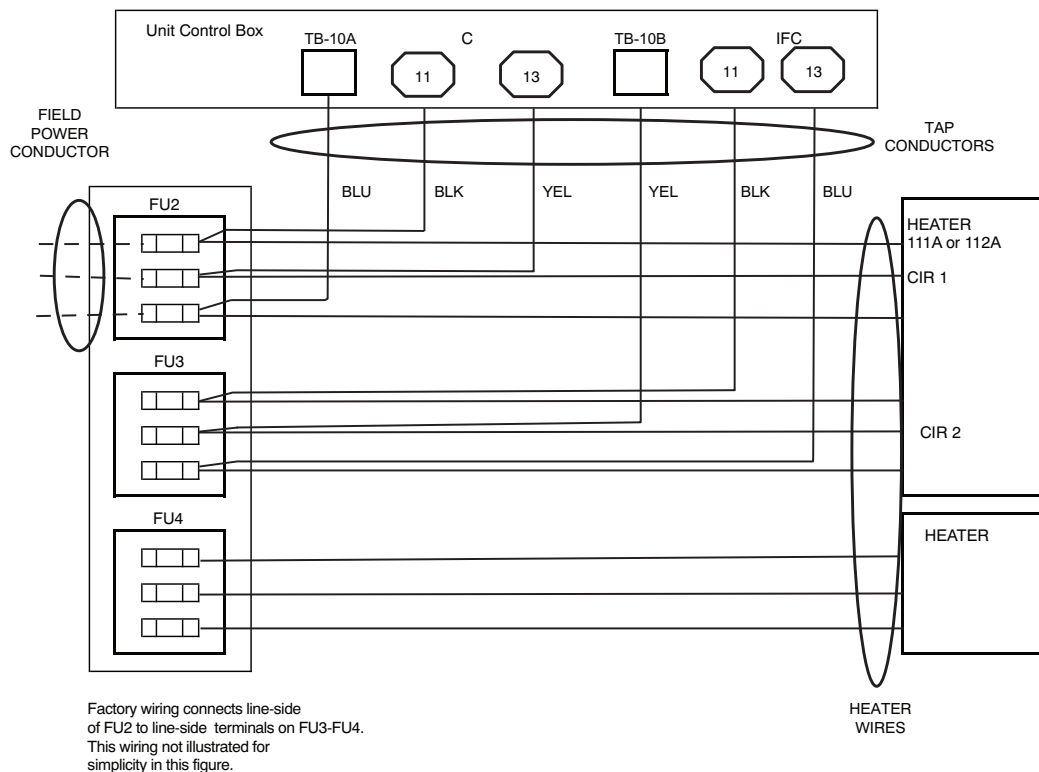 Unit Control Box
TB-10A
C
TB-10B
IFC
11
13
11
13
FIELD
POWER
CONDUCTOR
TAP
CONDUCTORS
BLU
BLK
YEL
YEL
BLK
BLU
FU2
HEATER
111A or 112A
CIR 1
FU3
CIR 2
FU4
HEATER
Factory wiring connects line-side
of FU2 to line-side terminals on FU3-FU4.
This wiring not illustrated for
simplicity in this figure.
HEATER
WIRES